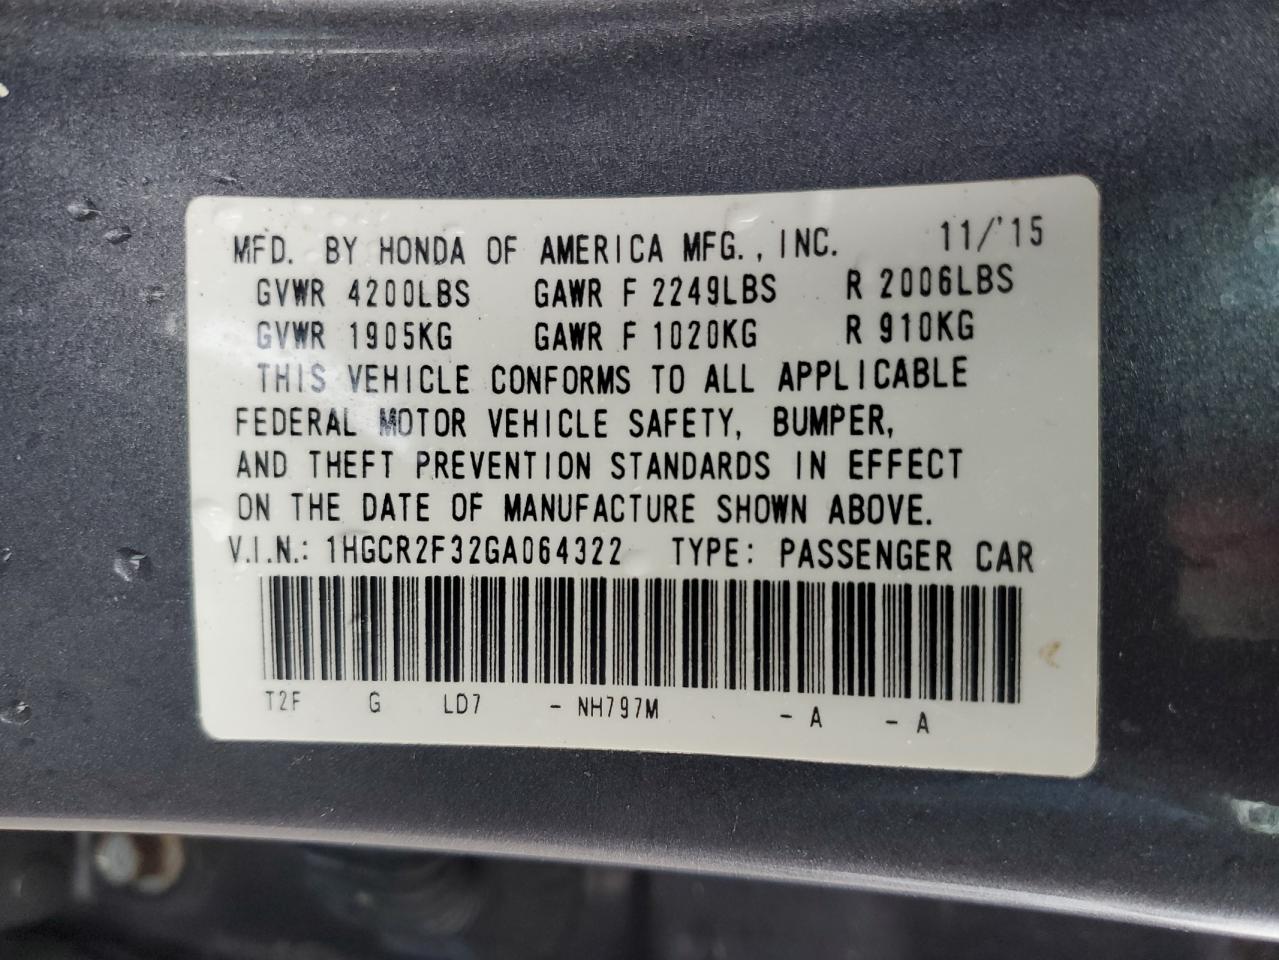 MFD. BY HONDA OF AMERICA MFG., INC. 11/'15
GVWR 4200LBS GAWR F 2249LBS R 2006LBS
GVWR 1905KG GAWR F 1020KG R 910KG
THIS VEHICLE CONFORMS TO ALL APPLICABLE
FEDERAL MOTOR VEHICLE SAFETY, BUMPER,
AND THEFT PREVENTION STANDARDS IN EFFECT
ON THE DATE OF MANUFACTURE SHOWN ABOVE.
V.I.N.: 1HGCR2F32GA064322 TYPE: PASSENGER CAR
T2F G LD7 - NH797M - A - A